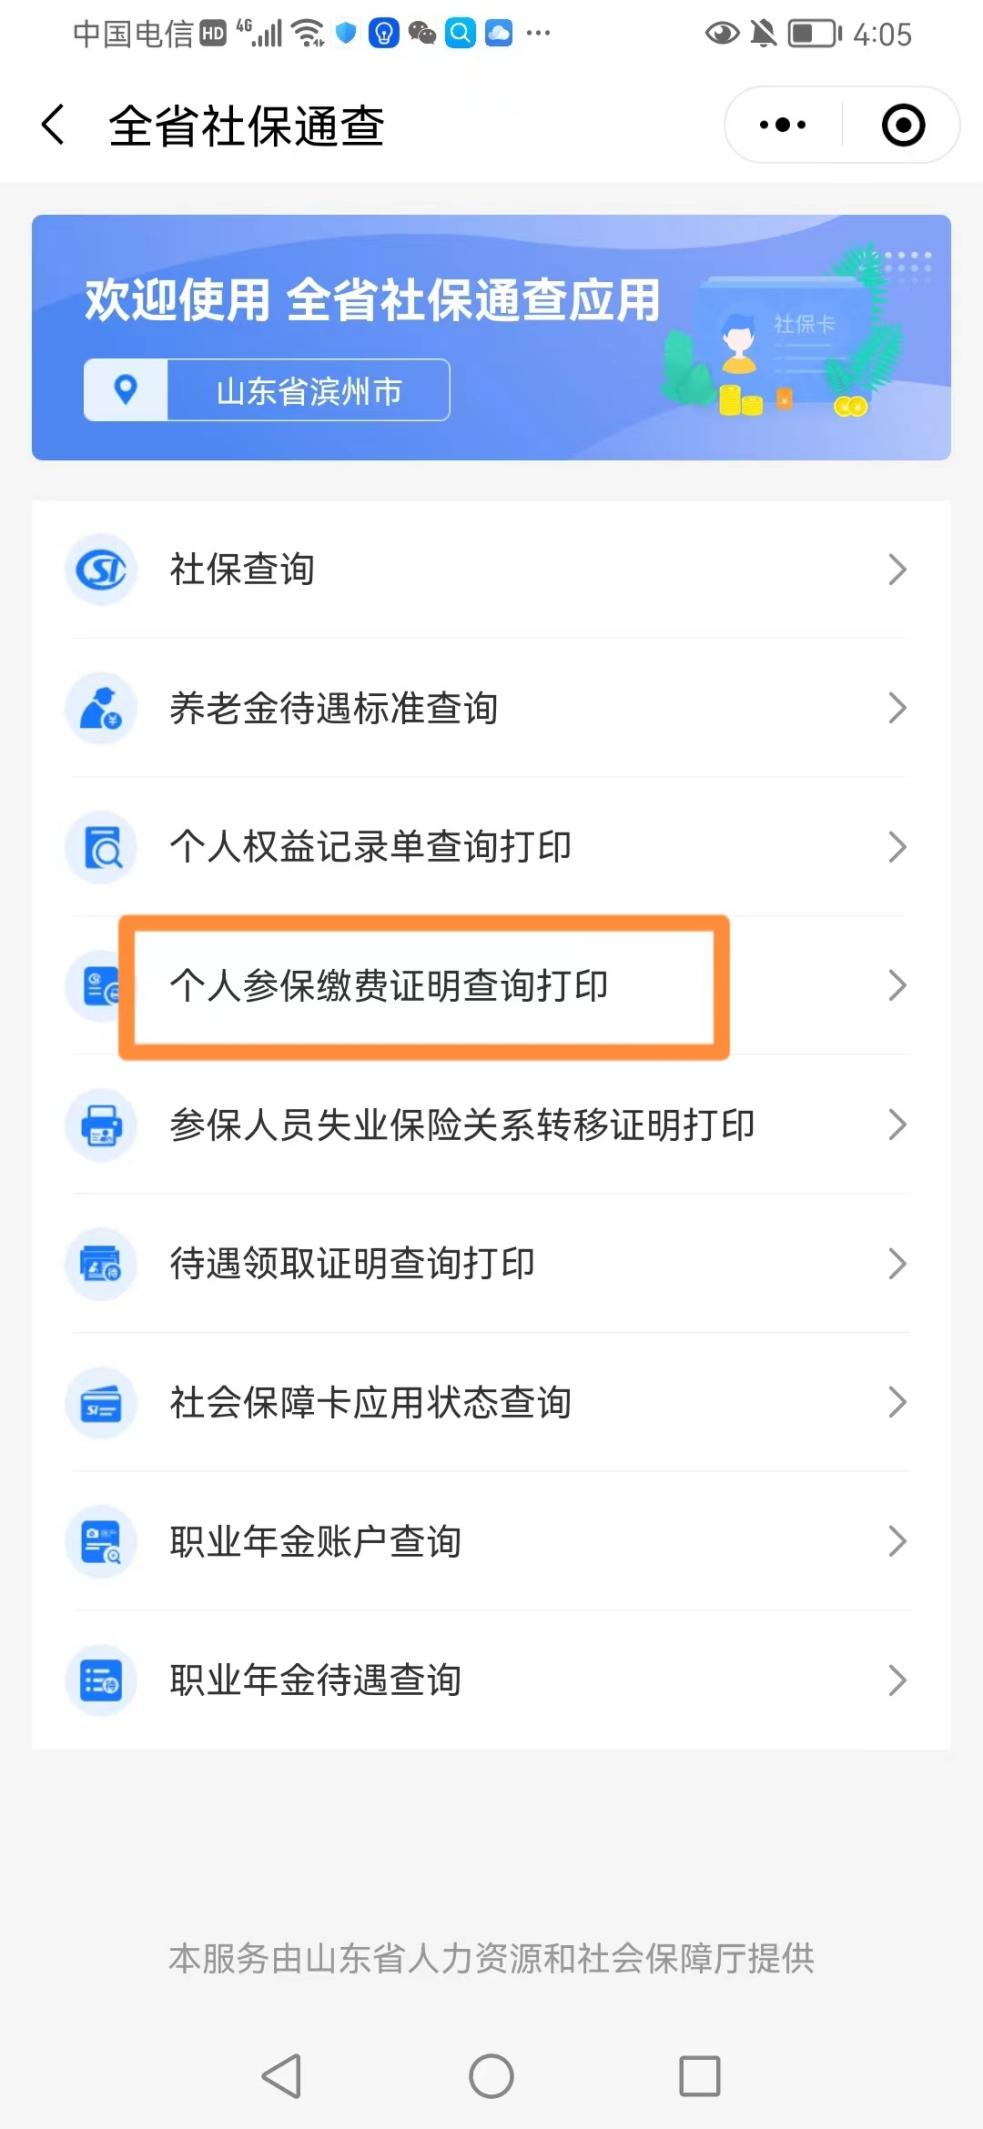 中国电信 HD 4G 4:05
全省社保通查
欢迎使用 全省社保通查应用
社保卡
山东省滨州市
社保查询
养老金待遇标准查询
个人权益记录单查询打印
个人参保缴费证明查询打印
参保人员失业保险关系转移证明打印
待遇领取证明查询打印
社会保障卡应用状态查询
职业年金账户查询
职业年金待遇查询
本服务由山东省人力资源和社会保障厅提供